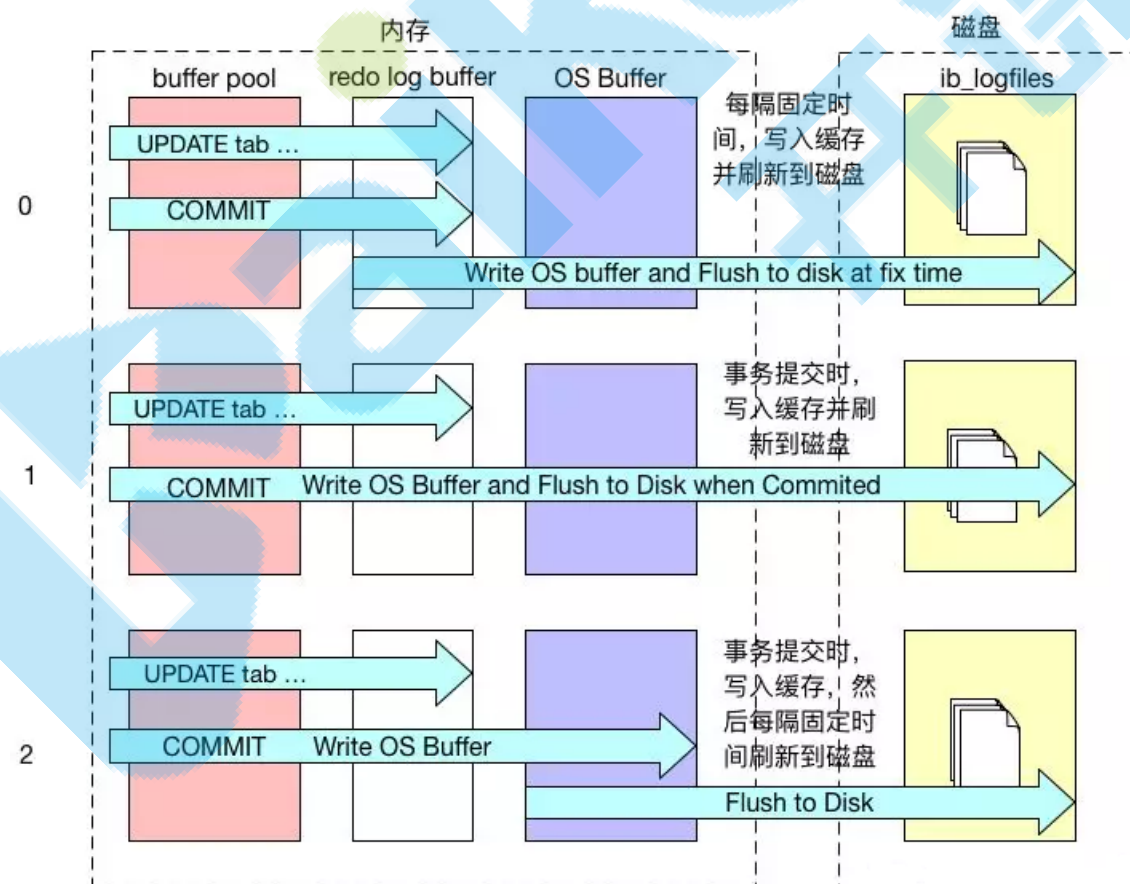 内存
磁盘
buffer pool
redo log buffer
OS Buffer
ib_logfiles
0
UPDATE tab ...
COMMIT
每隔固定时
间，写入缓存
并刷新到磁盘
Write OS buffer and Flush to disk at fix time
1
UPDATE tab ...
事务提交时，
写入缓存并刷
新到磁盘
COMMIT Write OS Buffer and Flush to Disk when Commited
2
UPDATE tab ...
COMMIT Write OS Buffer
事务提交时，
写入缓存，然
后每隔固定时
间刷新到磁盘
Flush to Disk